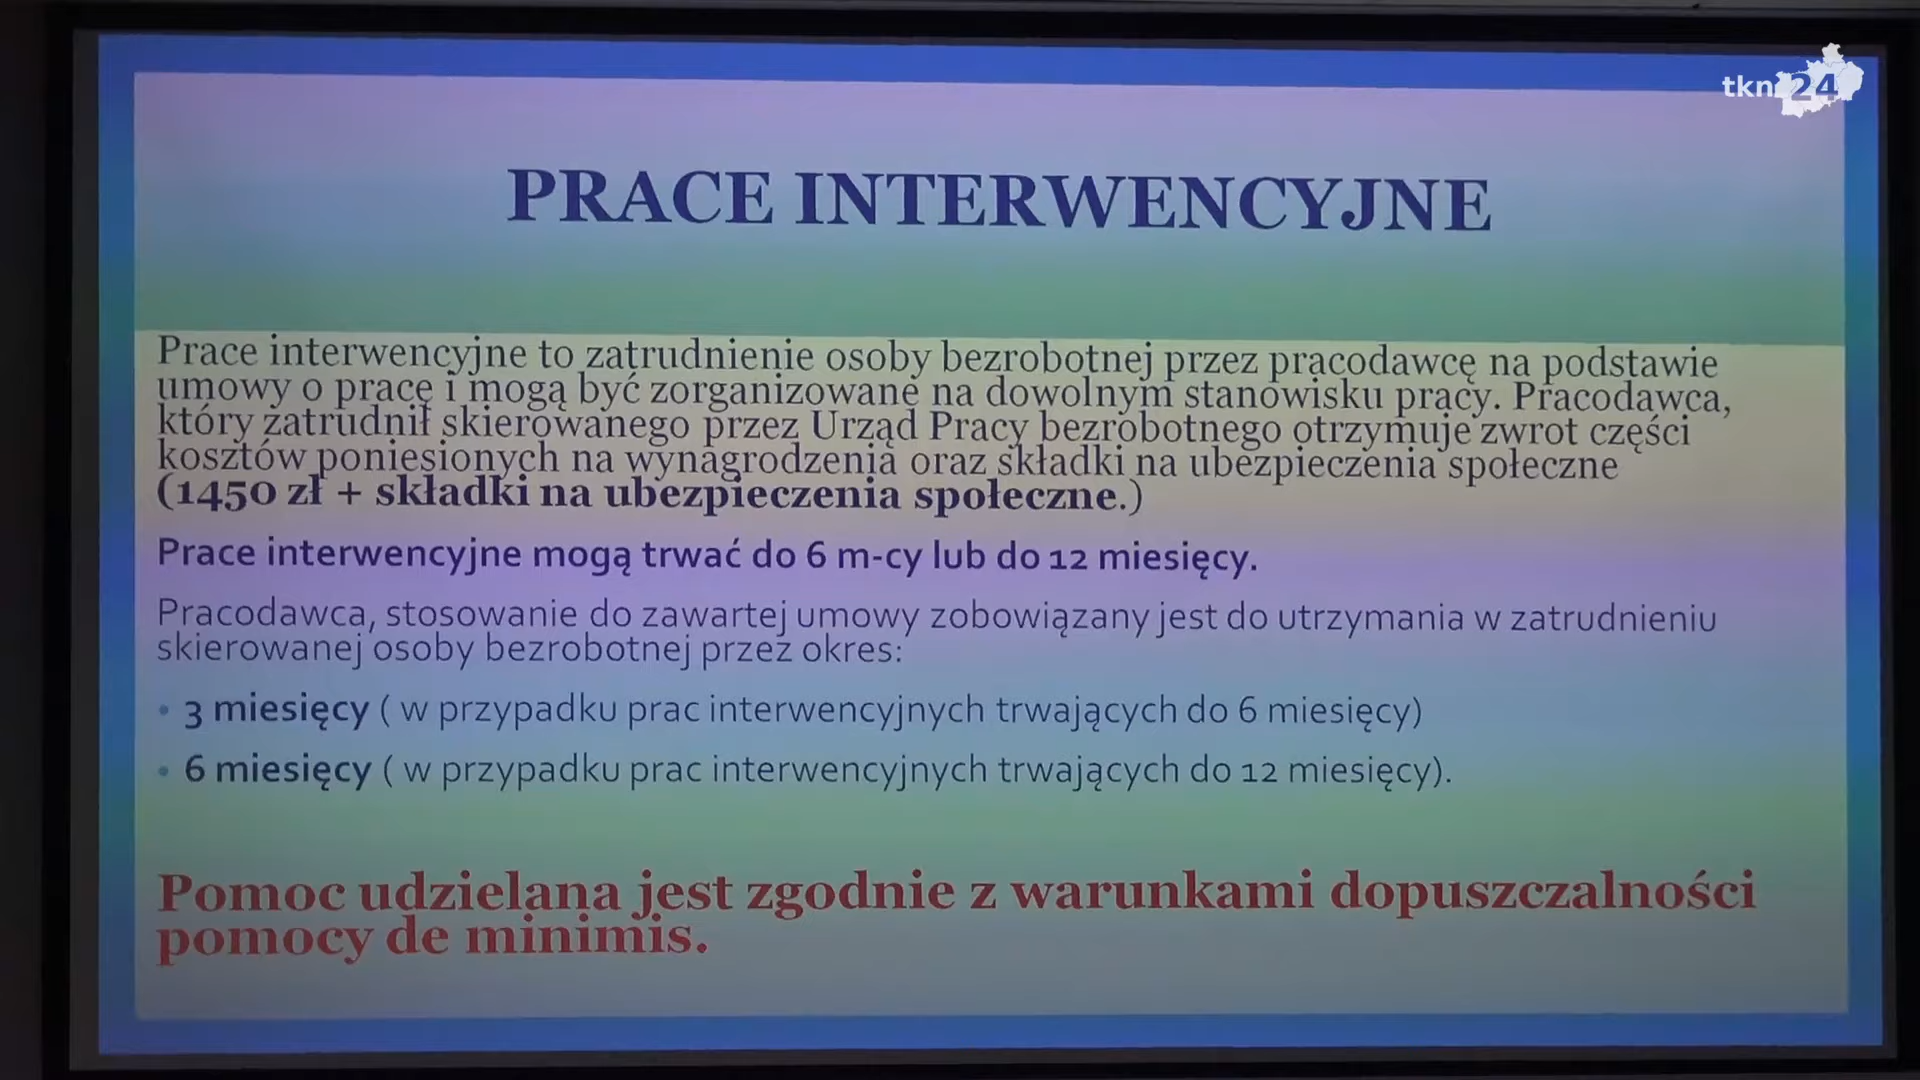 tkn 24
PRACE INTERWENCYJNE
Prace interwencyjne to zatrudnienie osoby bezrobotnej przez pracodawcę na podstawie
umowy o pracę i mogą być zorganizowane na dowolnym stanowisku pracy. Pracodawca,
który zatrudnił skierowanego przez Urząd Pracy bezrobotnego otrzymuje zwrot części
kosztów poniesionych na wynagrodzenia oraz składki na ubezpieczenia społeczne
(1450 zł + składki na ubezpieczenia społeczne.)
Prace interwencyjne mogą trwać do 6 m-cy lub do 12 miesięcy.
Pracodawca, stosowanie do zawartej umowy zobowiązany jest do utrzymania w zatrudnieniu
skierowanej osoby bezrobotnej przez okres:
• 3 miesięcy ( w przypadku prac interwencyjnych trwających do 6 miesięcy)
• 6 miesięcy ( w przypadku prac interwencyjnych trwających do 12 miesięcy).
Pomoc udzielana jest zgodnie z warunkami dopuszczalności
pomocy de minimis.